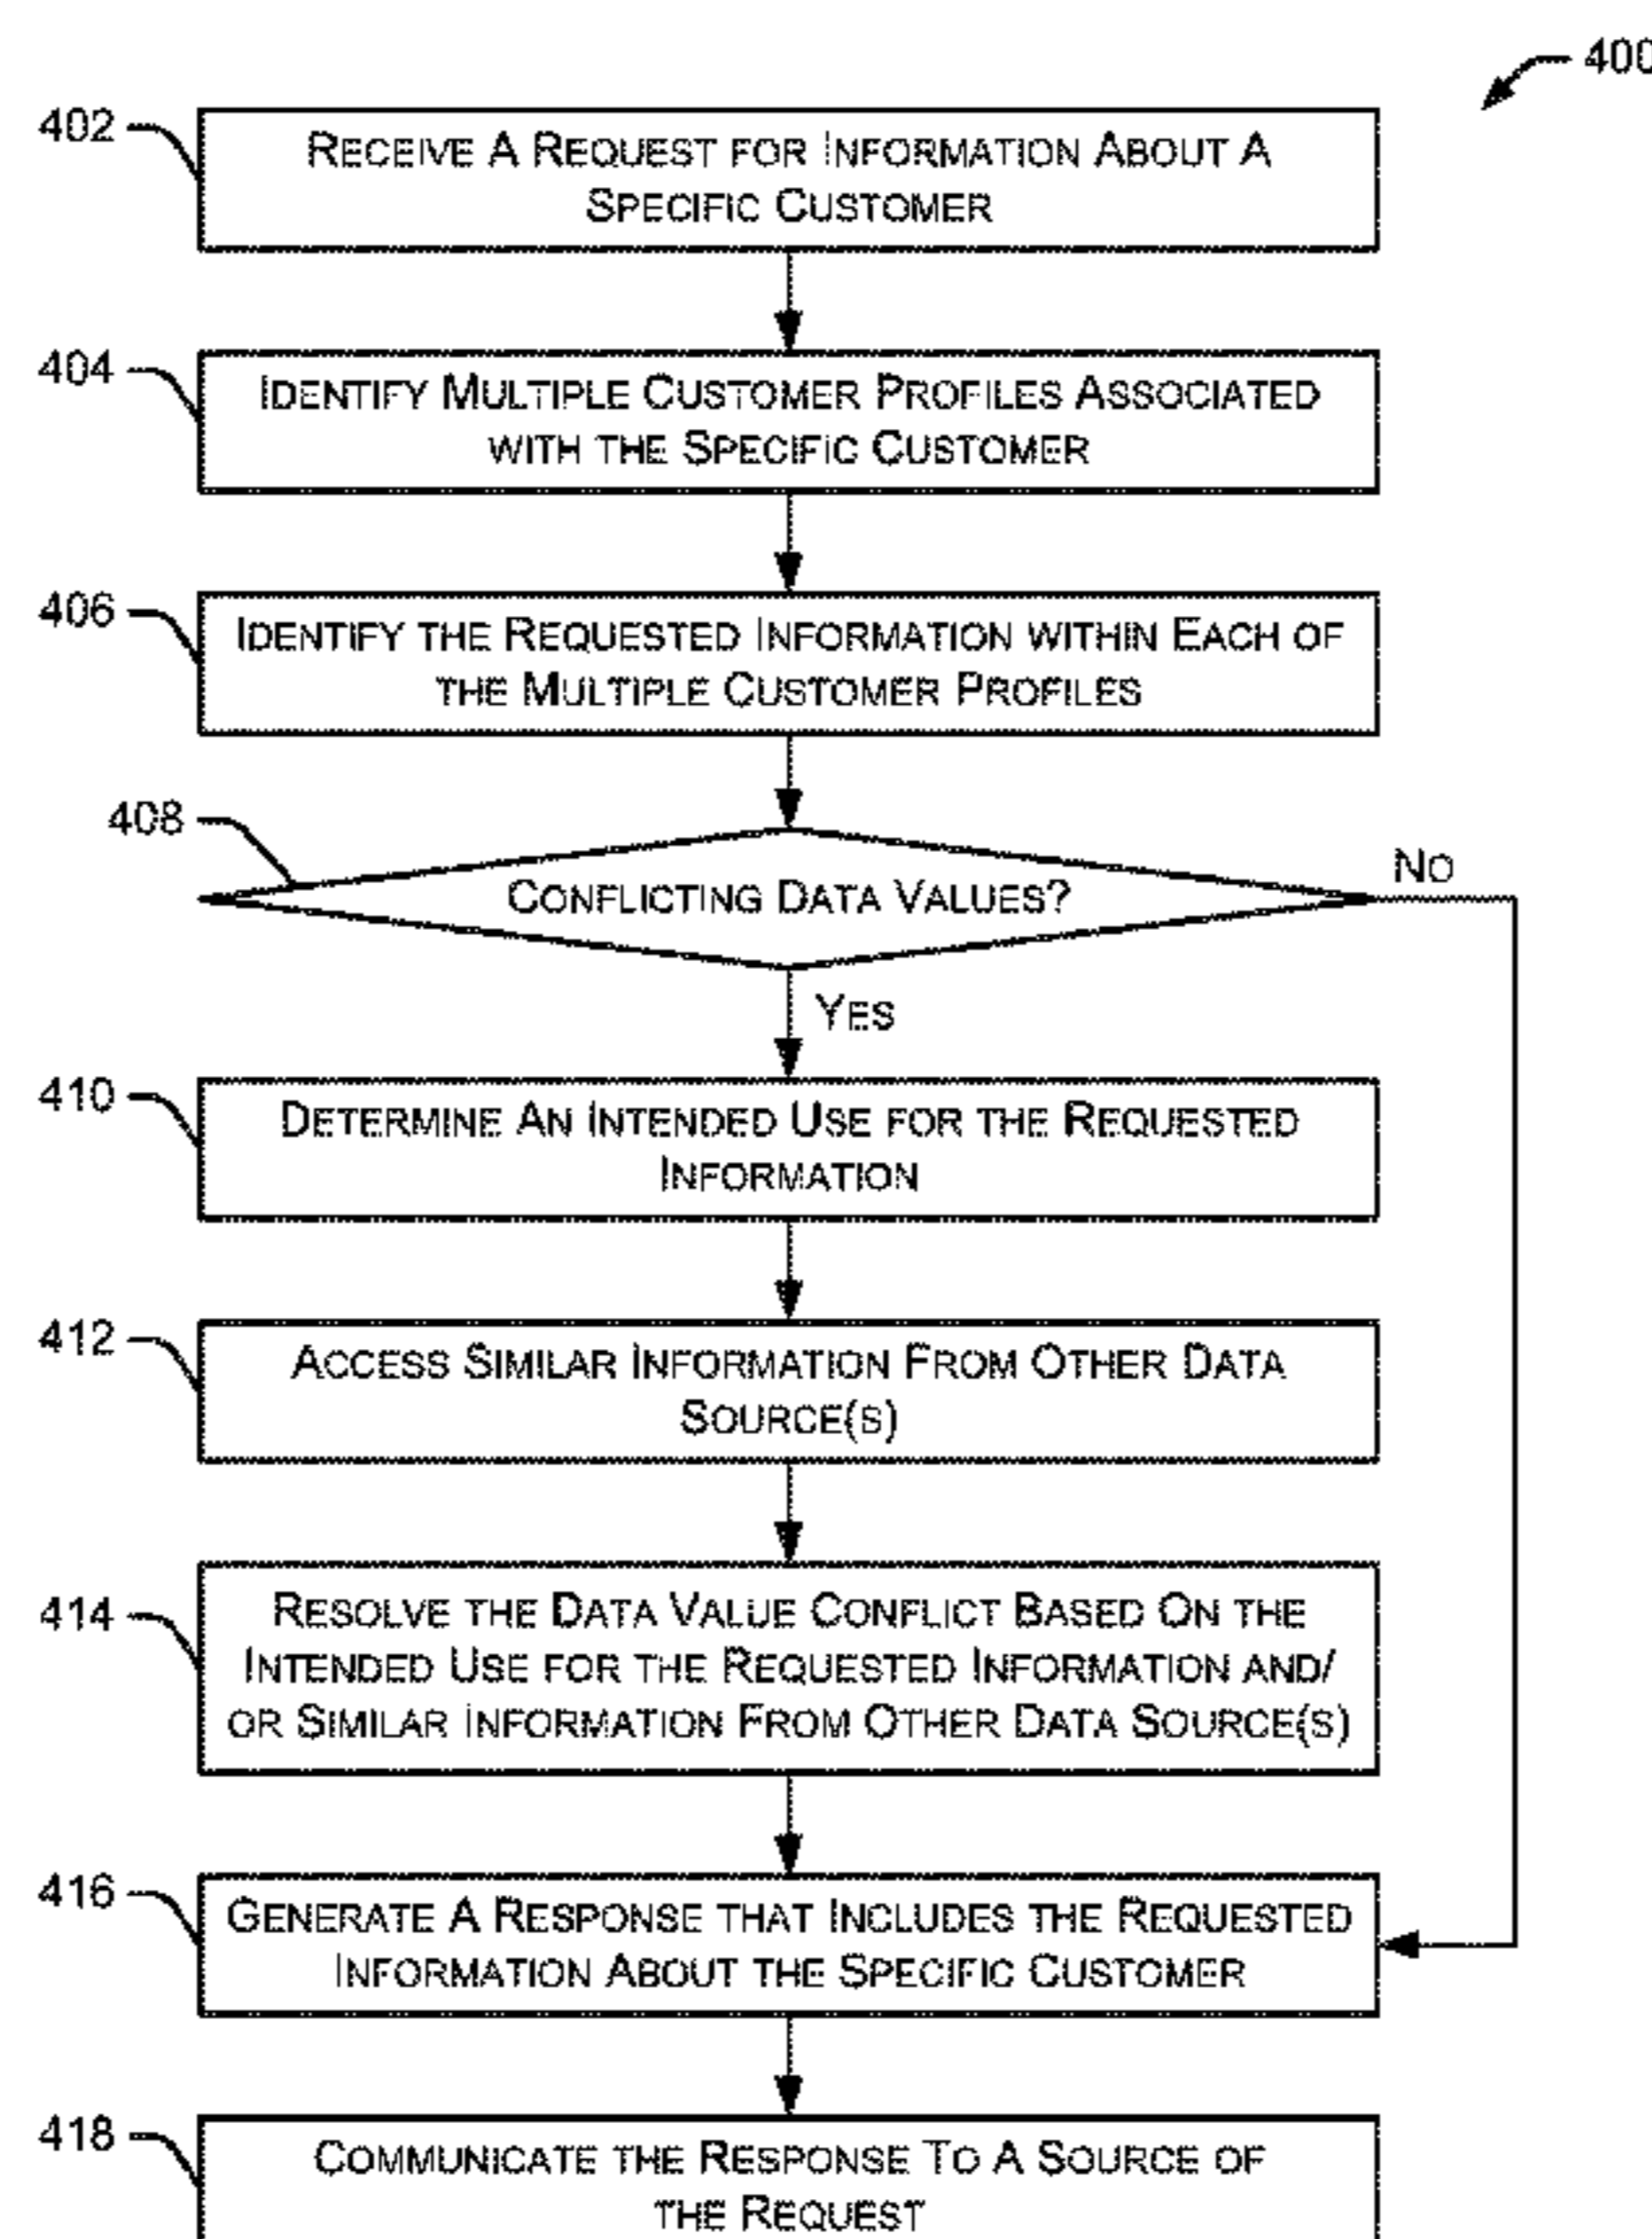 400
402
RECEIVE A REQUEST FOR INFORMATION ABOUT A
SPECIFIC CUSTOMER
404
IDENTIFY MULTIPLE CUSTOMER PROFILES ASSOCIATED
WITH THE SPECIFIC CUSTOMER
406
IDENTIFY THE REQUESTED INFORMATION WITHIN EACH OF
THE MULTIPLE CUSTOMER PROFILES
408
CONFLICTING DATA VALUES?
NO
YES
410
DETERMINE AN INTENDED USE FOR THE REQUESTED
INFORMATION
412
ACCESS SIMILAR INFORMATION FROM OTHER DATA
SOURCE(S)
414
RESOLVE THE DATA VALUE CONFLICT BASED ON THE
INTENDED USE FOR THE REQUESTED INFORMATION AND/
OR SIMILAR INFORMATION FROM OTHER DATA SOURCE(S)
416
GENERATE A RESPONSE THAT INCLUDES THE REQUESTED
INFORMATION ABOUT THE SPECIFIC CUSTOMER
418
COMMUNICATE THE RESPONSE TO A SOURCE OF
THE REQUEST